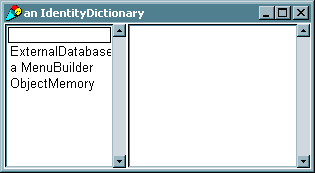 an IdentityDictionary
ExternalDatabase
a MenuBuilder
ObjectMemory